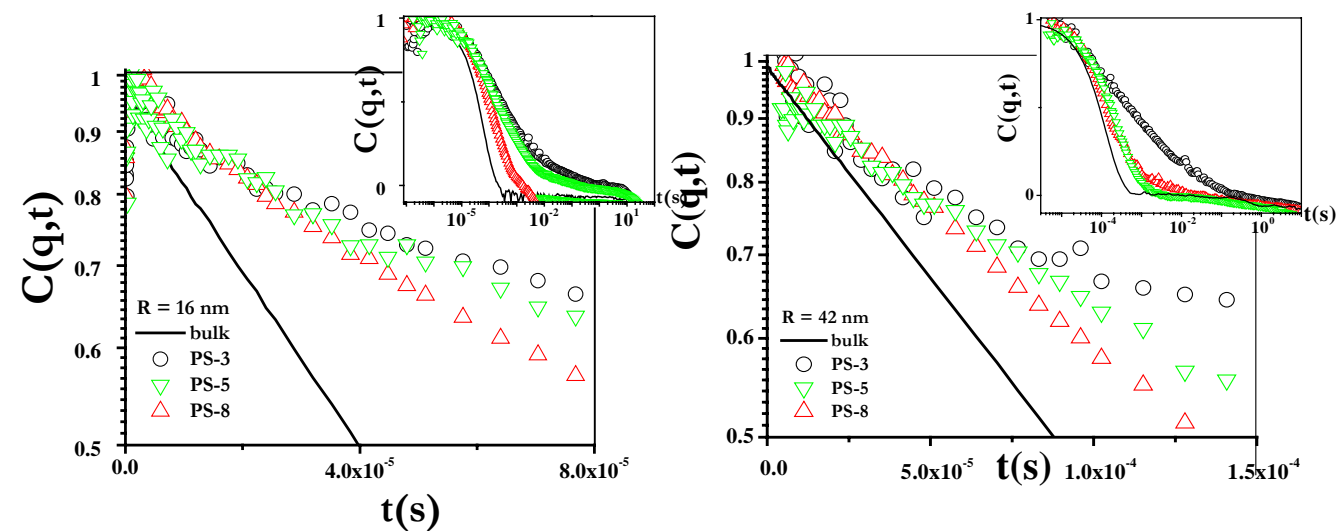 1
C(q,t)
0
10⁻⁵
10⁻²
10¹
t(s)
1
0.9
0.8
0.7
0.6
0.5
C(q,t)
R = 16 nm
bulk
PS-3
PS-5
PS-8
0.0
4.0x10⁻⁵
8.0x10⁻⁵
t(s)
1
C(q,t)
0
10⁻⁴
10⁻²
10⁰
t(s)
1
0.9
0.8
0.7
0.6
0.5
C(q,t)
R = 42 nm
bulk
PS-3
PS-5
PS-8
0.0
5.0x10⁻⁵
1.0x10⁻⁴
1.5x10⁻⁴
t(s)